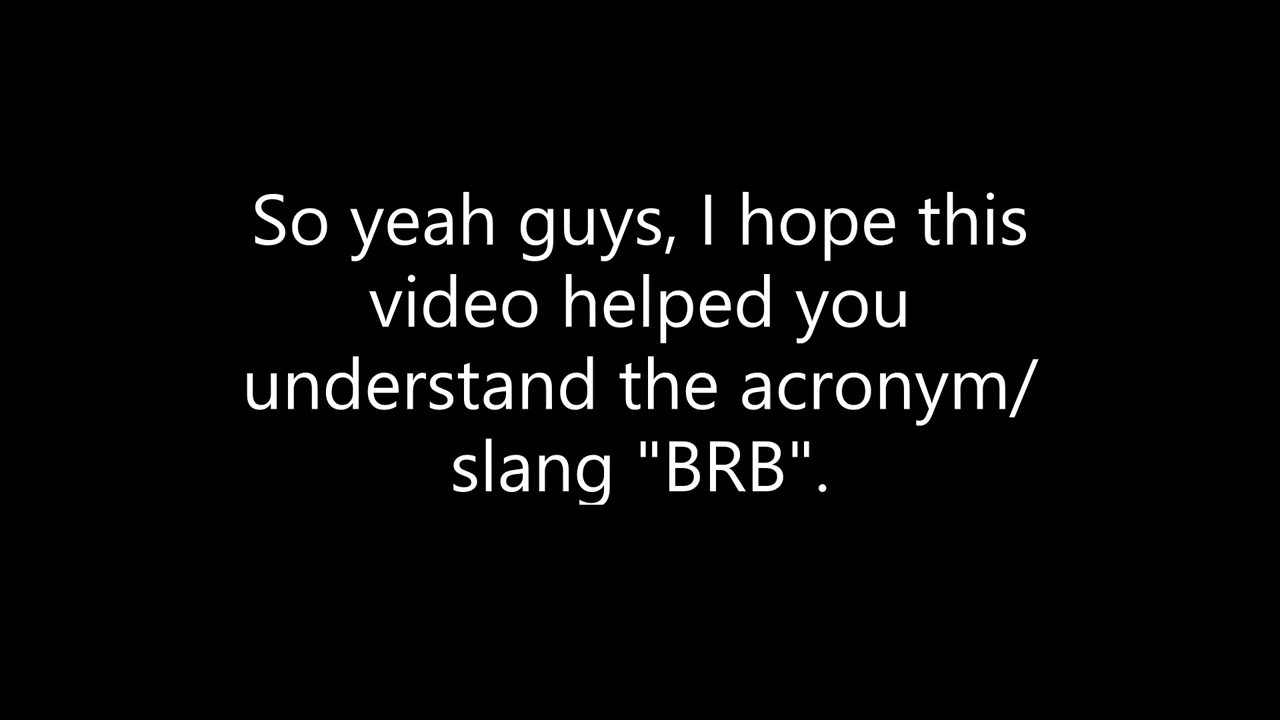 So yeah guys, I hope this
video helped you
understand the acronym/
slang "BRB".